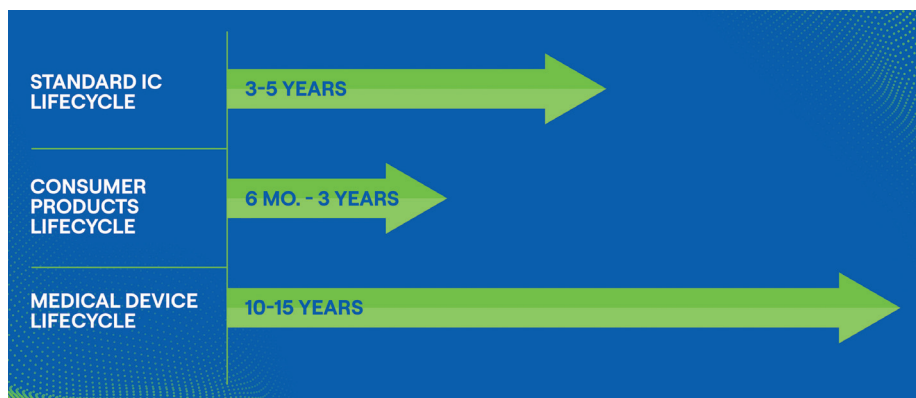 STANDARD IC
LIFECYCLE
3-5 YEARS
CONSUMER
PRODUCTS
LIFECYCLE
6 MO. - 3 YEARS
MEDICAL DEVICE
LIFECYCLE
10-15 YEARS